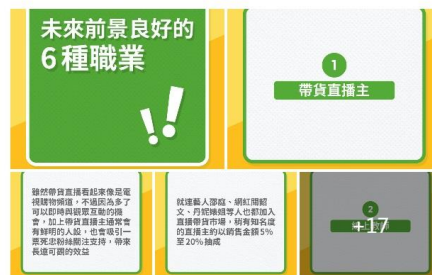 未來前景良好的
6種職業
!!
1
帶貨直播主
雖然帶貨直播看起來像是電
視購物頻道，不過因為多了
可以即時與觀眾互動的機
會，加上帶貨直播主通常會
有鮮明的人設，也會吸引一
票死忠粉絲關注支持，帶來
長遠可觀的效益
就連藝人邵庭、網紅關韶
文、丹妮婊姐等人也都加入
直播帶貨市場，稍有知名度
的直播主約以銷售金額5%
至20%抽成
2
+17